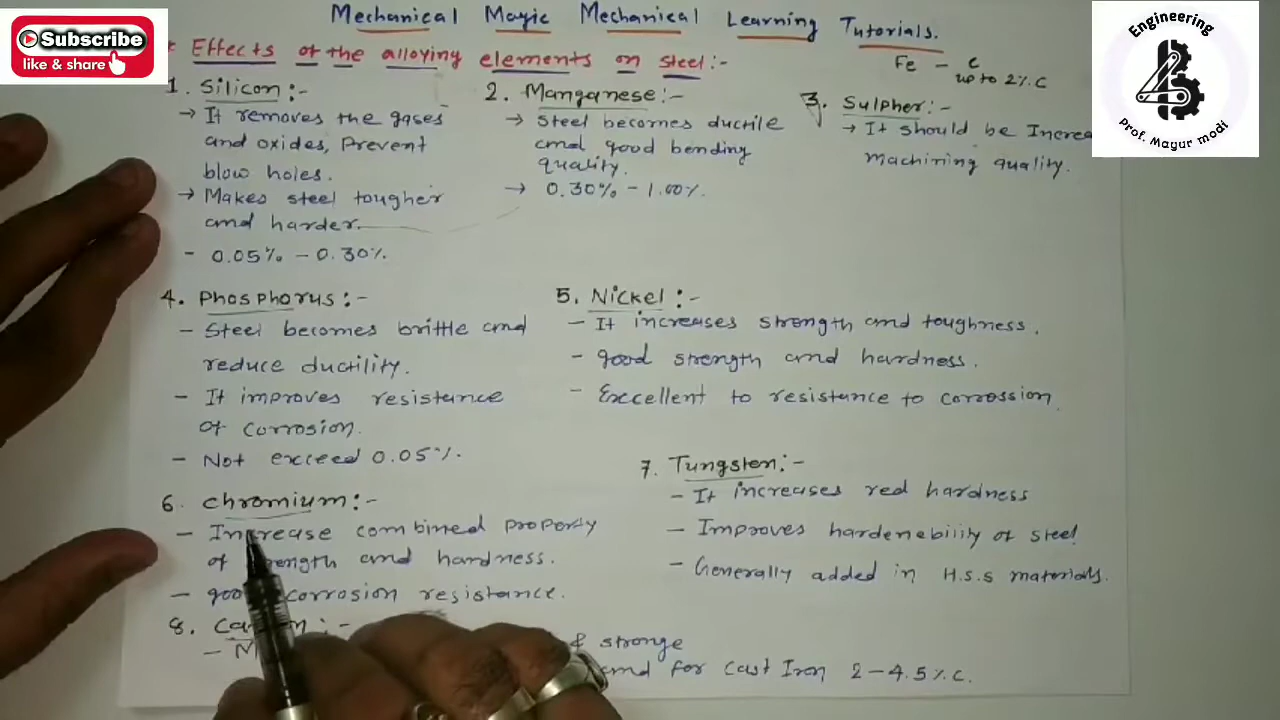 Mechanical Magic Mechanical Learning Tutorials.
Subscribe
like & share
Engineering
Prof. Mayur modi
* Effects of the alloying elements on steel:-
Fe - C
up to 2% C
1. Silicon:-
→ It removes the gases
and oxides, Prevent
blow holes.
→ Makes steel tougher
and harder.
- 0.05% - 0.30%.
2. Manganese:-
→ Steel becomes ductile
and good bending
quality.
→ 0.30% - 1.00%.
3. Sulpher:-
→ It should be Increa
machining quality.
4. Phosphorus:-
- Steel becomes brittle and
reduce ductility.
- It improves resistance
of corrosion.
- Not exceed 0.05%.
5. Nickel:-
- It increases strength and toughness.
- good strength and hardness.
- Excellent to resistance to corrossion.
6. chromium:-
- Increase combined property
of hardness.
- good corrosion resistance.
7. Tungsten:-
- It increases red hardness
- Improves hardenebility of steel
- Generally added in H.S.S materials.
8. :-
& stronge
and for Cast Iron 2-4.5% C.